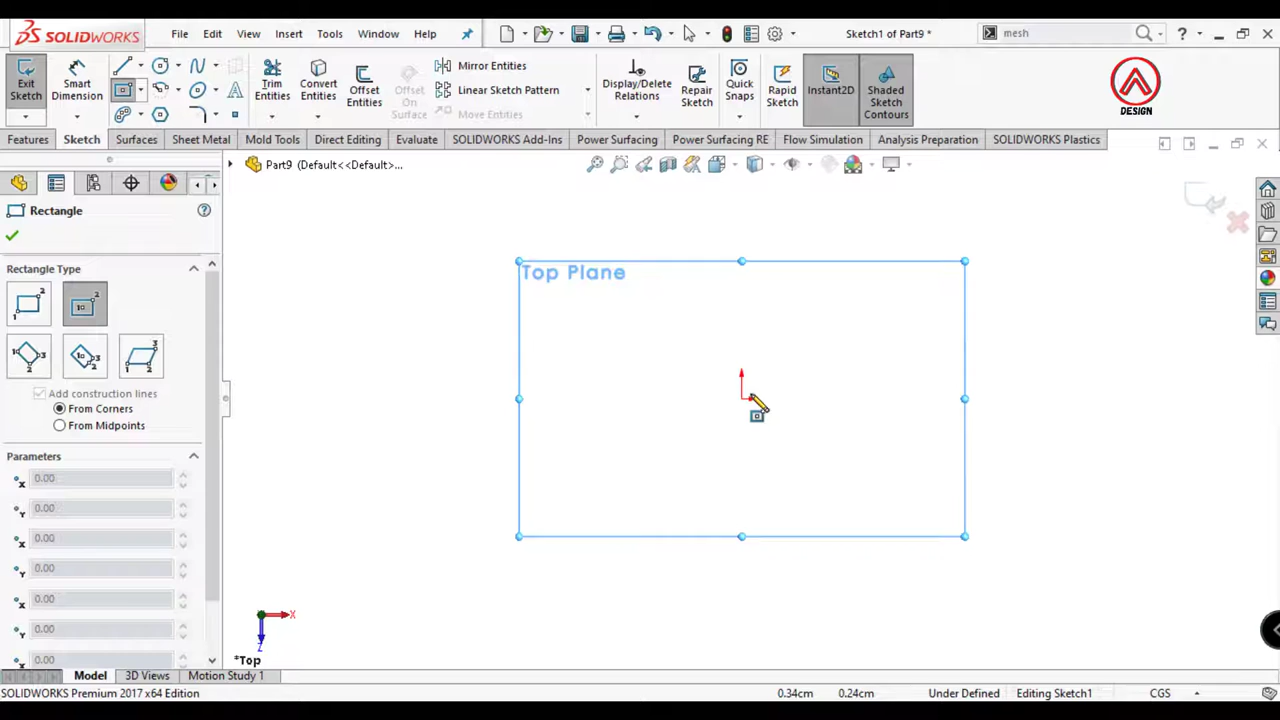 SOLIDWORKS File Edit View Insert Tools Window Help Sketch1 of Part9 * mesh
Exit Sketch Smart Dimension Trim Entities Convert Entities Offset Entities Offset On Surface Mirror Entities Linear Sketch Pattern Move Entities Display/Delete Relations Repair Sketch Quick Snaps Rapid Sketch Instant2D Shaded Sketch Contours
DESIGN
Features Sketch Surfaces Sheet Metal Mold Tools Direct Editing Evaluate SOLIDWORKS Add-Ins Power Surfacing Power Surfacing RE Flow Simulation Analysis Preparation SOLIDWORKS Plastics
Part9 (Default<<Default>...
Rectangle
Rectangle Type
Top Plane
Add construction lines
From Corners
From Midpoints
Parameters
x 0.00
Y 0.00
x 0.00
Y 0.00
x 0.00
Y 0.00
x 0.00
X
Z
*Top
Model 3D Views Motion Study 1
SOLIDWORKS Premium 2017 x64 Edition 0.34cm 0.24cm Under Defined Editing Sketch1 CGS